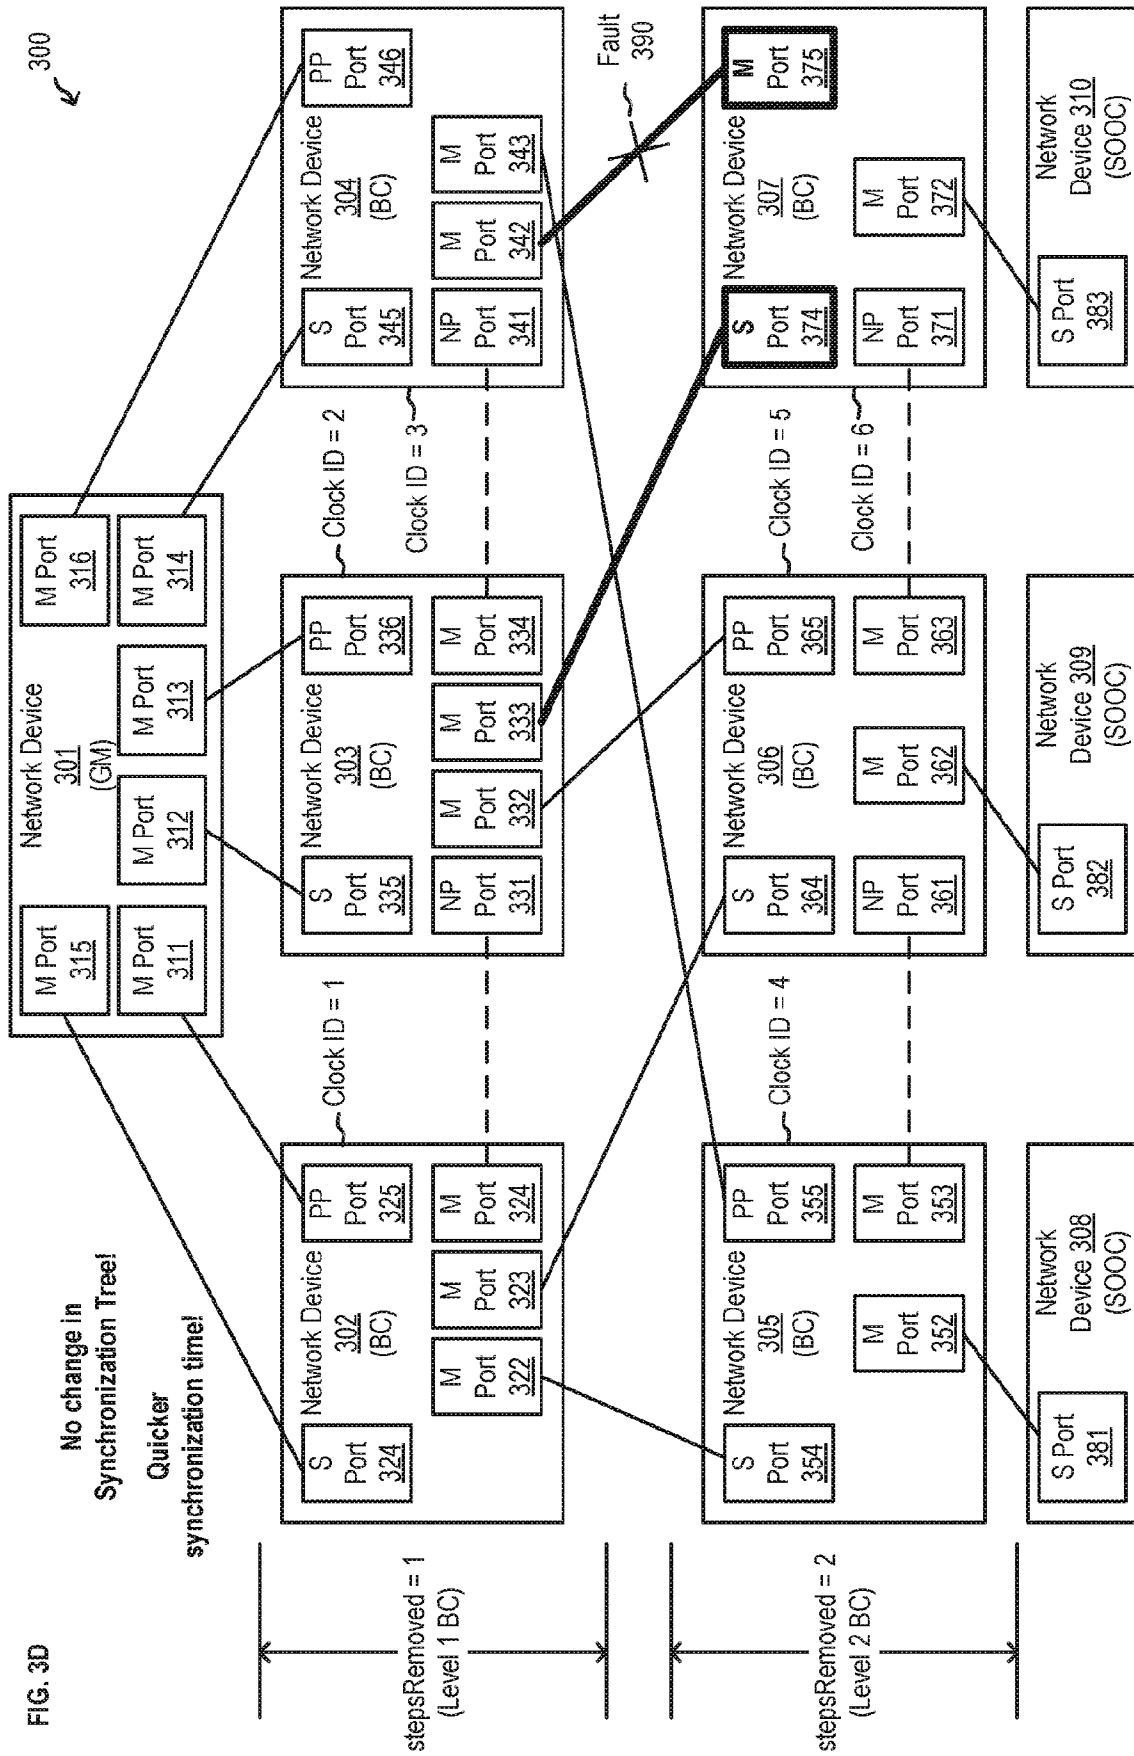 FIG. 3D
300
No change in
Synchronization Tree!
Quicker
synchronization time!
Network Device
301
(GM)
M Port
315
M Port
311
M Port
312
M Port
313
M Port
316
M Port
314
stepsRemoved = 1
(Level 1 BC)
Clock ID = 1
S
Port
324
Network Device
302
(BC)
PP
Port
325
M
Port
322
M
Port
323
M
Port
324
Clock ID = 2
S
Port
335
Network Device
303
(BC)
PP
Port
336
NP
Port
331
M
Port
332
M
Port
333
M
Port
334
Clock ID = 3
S
Port
345
Network Device
304
(BC)
PP
Port
346
NP
Port
341
M
Port
342
M
Port
343
Fault
390
stepsRemoved = 2
(Level 2 BC)
Clock ID = 4
S
Port
354
Network Device
305
(BC)
PP
Port
355
M
Port
352
M
Port
353
Clock ID = 5
S
Port
364
Network Device
306
(BC)
PP
Port
365
NP
Port
361
M
Port
362
M
Port
363
Clock ID = 6
S
Port
374
Network Device
307
(BC)
M
Port
375
NP
Port
371
M
Port
372
S Port
381
Network
Device 308
(SOOC)
S Port
382
Network
Device 309
(SOOC)
S Port
383
Network
Device 310
(SOOC)